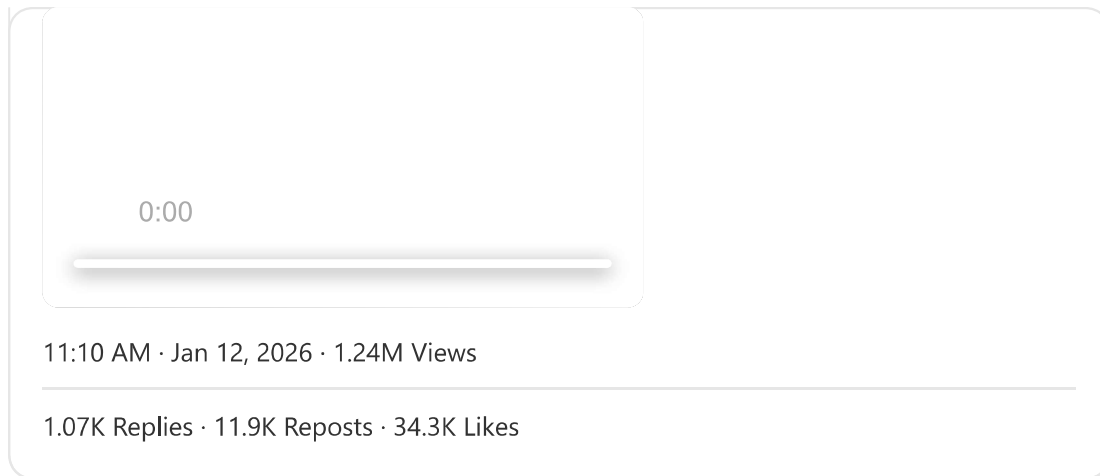 0:00
11:10 AM · Jan 12, 2026 · 1.24M Views
1.07K Replies · 11.9K Reposts · 34.3K Likes